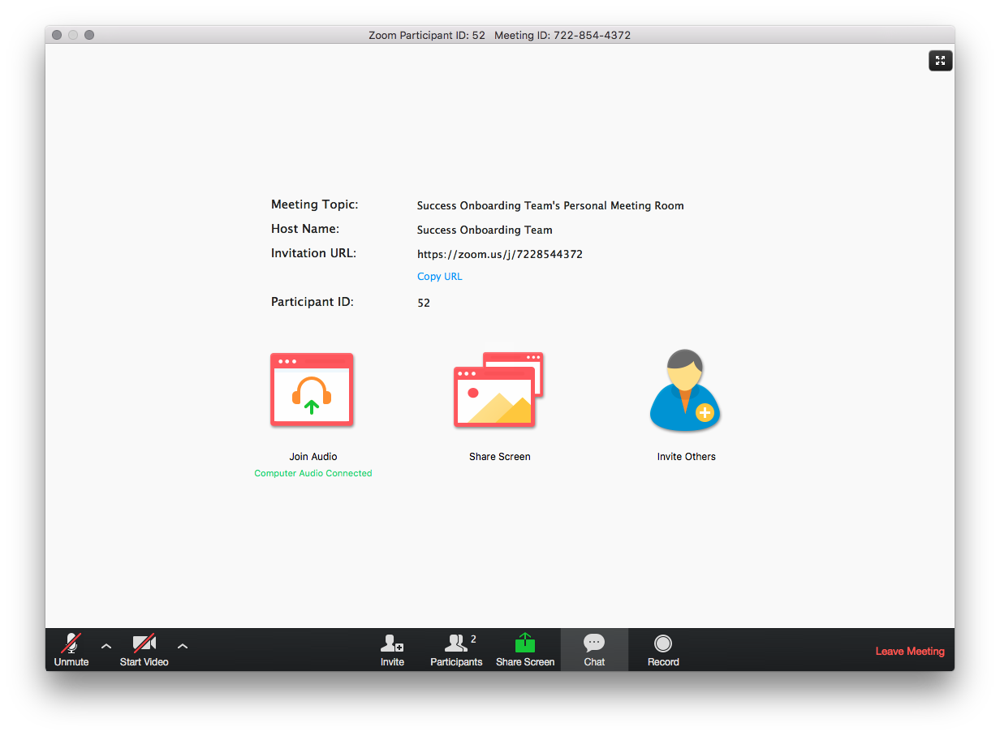 Zoom Participant ID: 52   Meeting ID: 722-854-4372
Meeting Topic: Success Onboarding Team's Personal Meeting Room
Host Name: Success Onboarding Team
Invitation URL: https://zoom.us/j/7228544372
Copy URL
Participant ID: 52
Join Audio Share Screen Invite Others
Computer Audio Connected
2
Unmute Start Video Invite Participants Share Screen Chat Record Leave Meeting